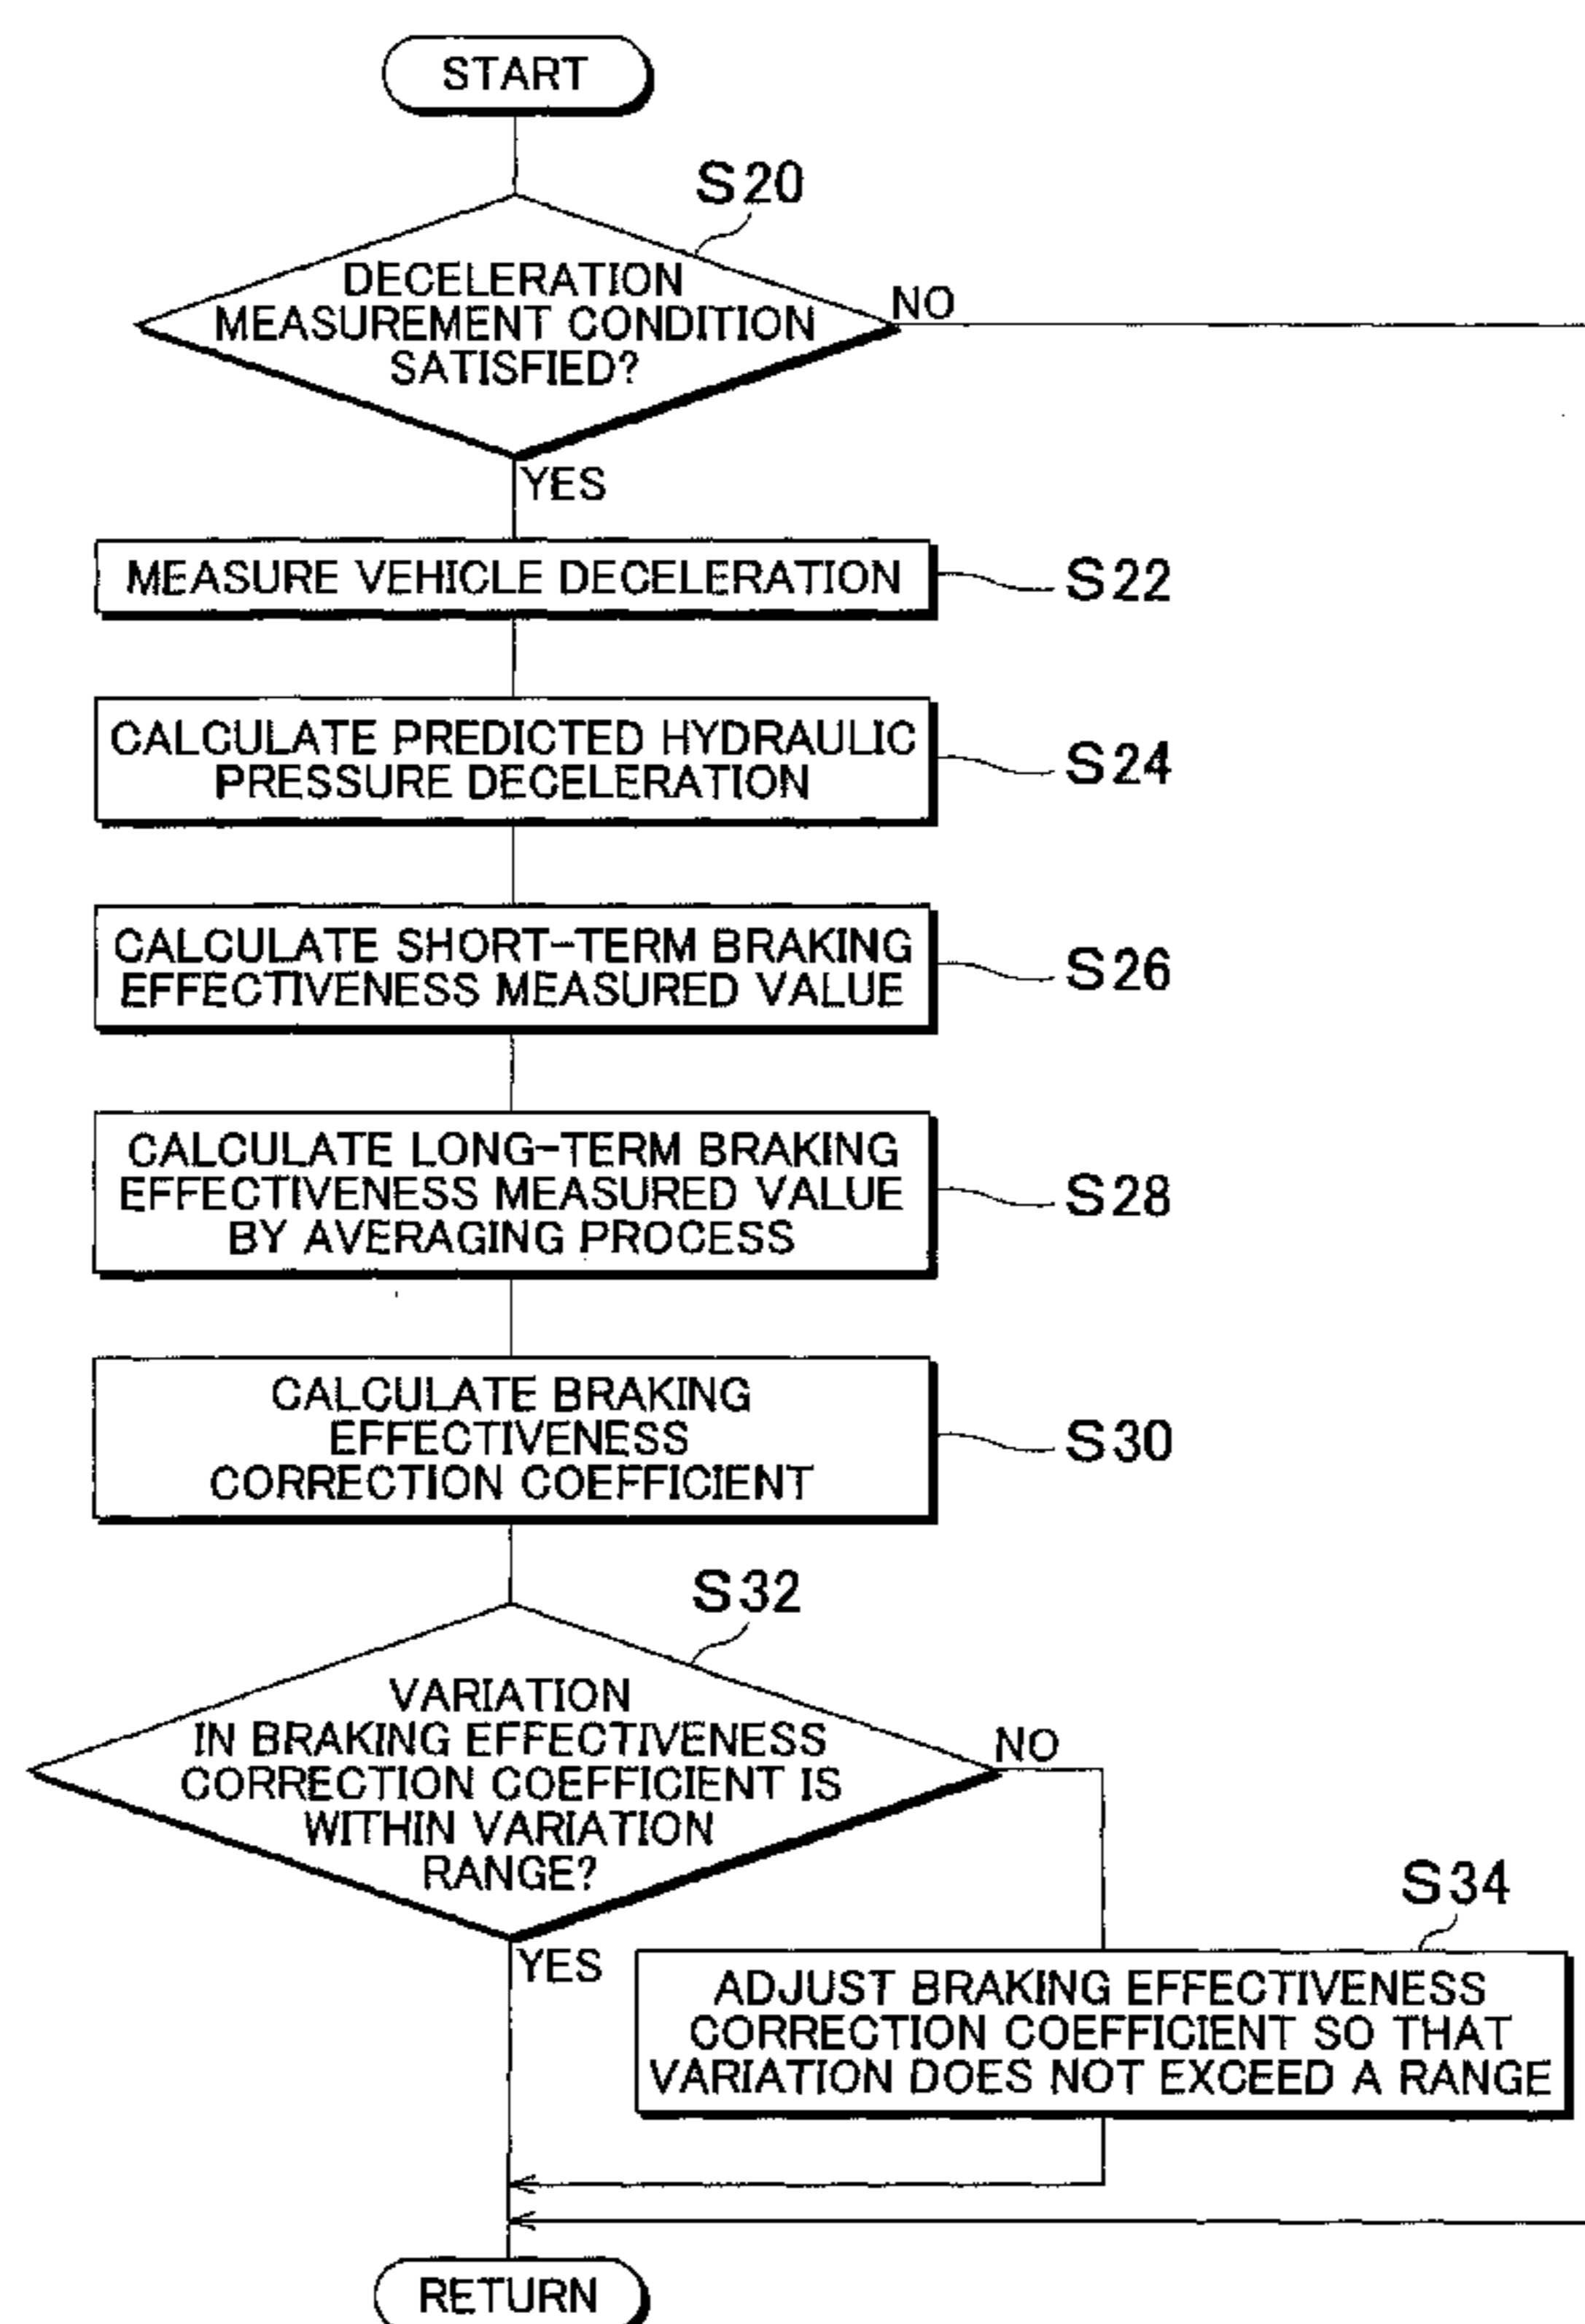 START
S20
DECELERATION
MEASUREMENT CONDITION
SATISFIED?
NO
YES
MEASURE VEHICLE DECELERATION
S22
CALCULATE PREDICTED HYDRAULIC
PRESSURE DECELERATION
S24
CALCULATE SHORT-TERM BRAKING
EFFECTIVENESS MEASURED VALUE
S26
CALCULATE LONG-TERM BRAKING
EFFECTIVENESS MEASURED VALUE
BY AVERAGING PROCESS
S28
CALCULATE BRAKING
EFFECTIVENESS
CORRECTION COEFFICIENT
S30
S32
VARIATION
IN BRAKING EFFECTIVENESS
CORRECTION COEFFICIENT IS
WITHIN VARIATION
RANGE?
NO
YES
S34
ADJUST BRAKING EFFECTIVENESS
CORRECTION COEFFICIENT SO THAT
VARIATION DOES NOT EXCEED A RANGE
RETURN